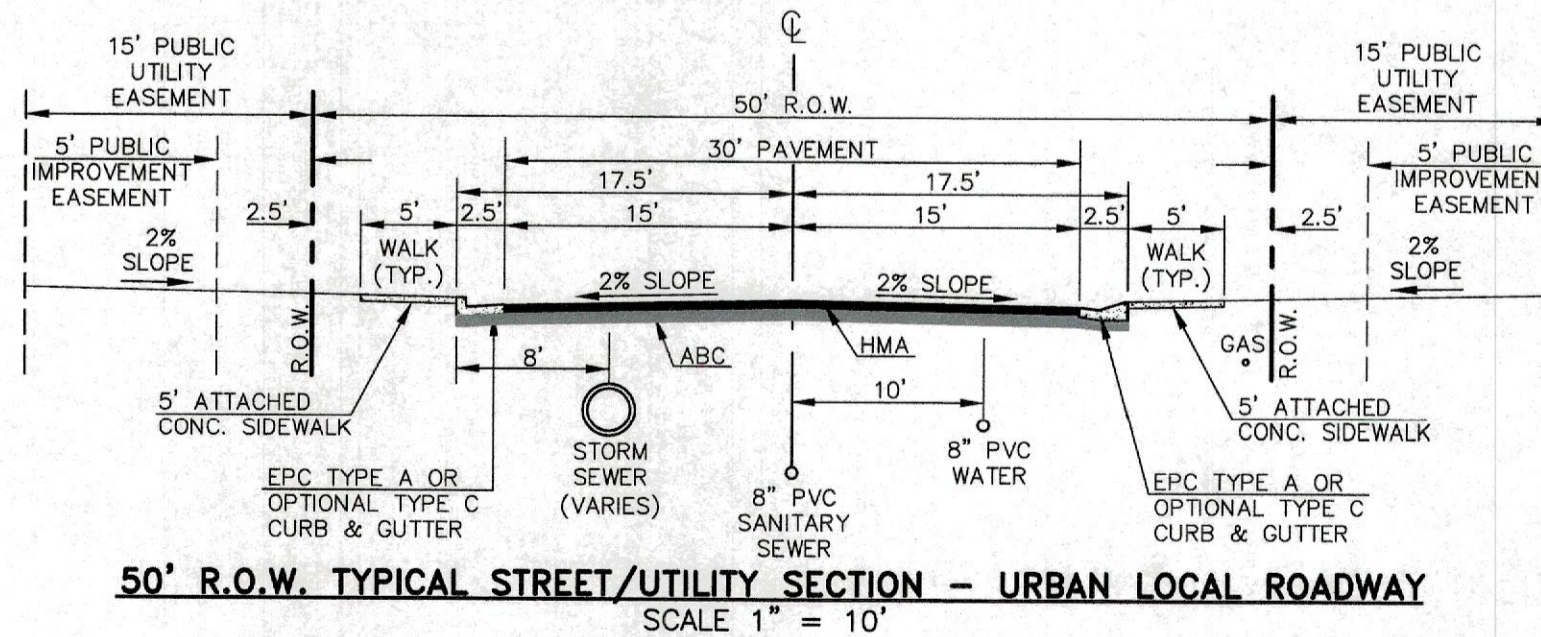 ℄
15' PUBLIC
UTILITY
EASEMENT
50' R.O.W.
15' PUBLIC
UTILITY
EASEMENT
5' PUBLIC
IMPROVEMENT
EASEMENT
30' PAVEMENT
5' PUBLIC
IMPROVEMEN
EASEMENT
17.5'
17.5'
2.5'
5'
2.5'
15'
15'
2.5'
5'
2.5'
WALK
(TYP.)
WALK
(TYP.)
2%
SLOPE
2% SLOPE
2% SLOPE
2%
SLOPE
R.O.W.
8'
ABC
HMA
GAS
R.O.W.
10'
5' ATTACHED
CONC. SIDEWALK
5' ATTACHED
CONC. SIDEWALK
STORM
SEWER
(VARIES)
8" PVC
WATER
EPC TYPE A OR
OPTIONAL TYPE C
CURB & GUTTER
8" PVC
SANITARY
SEWER
EPC TYPE A OR
OPTIONAL TYPE C
CURB & GUTTER
50' R.O.W. TYPICAL STREET/UTILITY SECTION – URBAN LOCAL ROADWAY
SCALE 1" = 10'